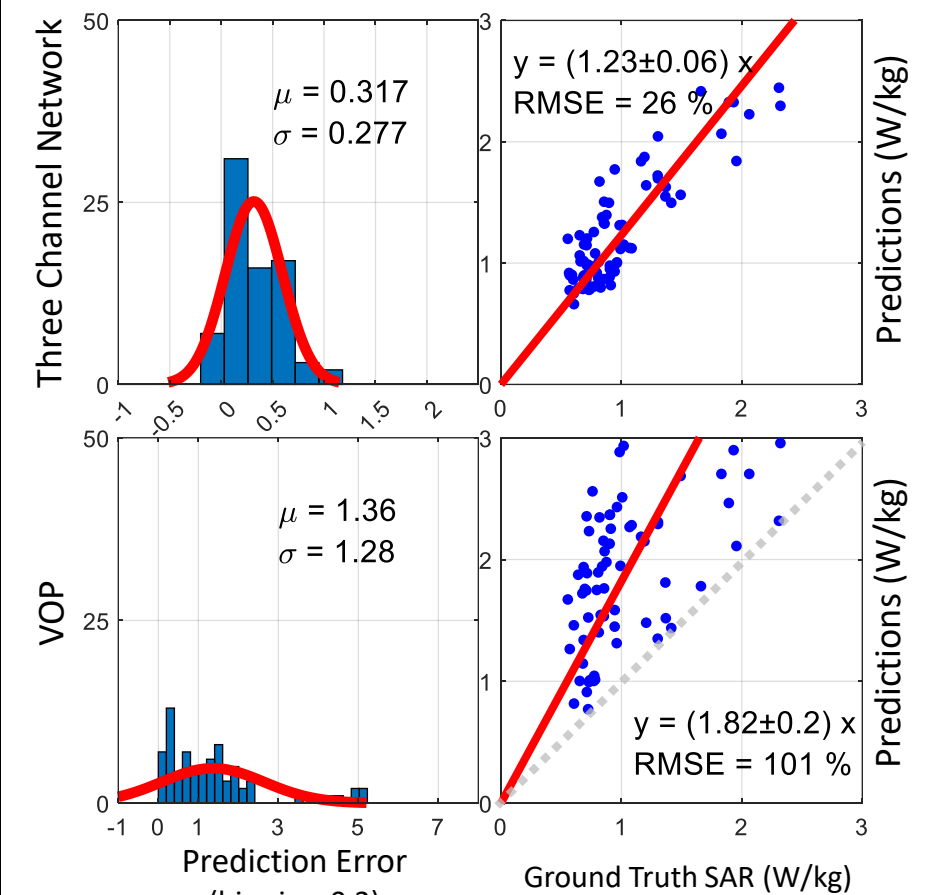 Three Channel Network
50
25
0
μ = 0.317
σ = 0.277
-1
-0.5
0
0.5
1
1.5
2
3
2
1
0
y = (1.23±0.06) x
RMSE = 26 %
0
1
2
3
Predictions (W/kg)
VOP
50
25
0
μ = 1.36
σ = 1.28
-1
0
1
3
5
7
Prediction Error
3
2
1
0
y = (1.82±0.2) x
RMSE = 101 %
0
1
2
3
Ground Truth SAR (W/kg)
Predictions (W/kg)